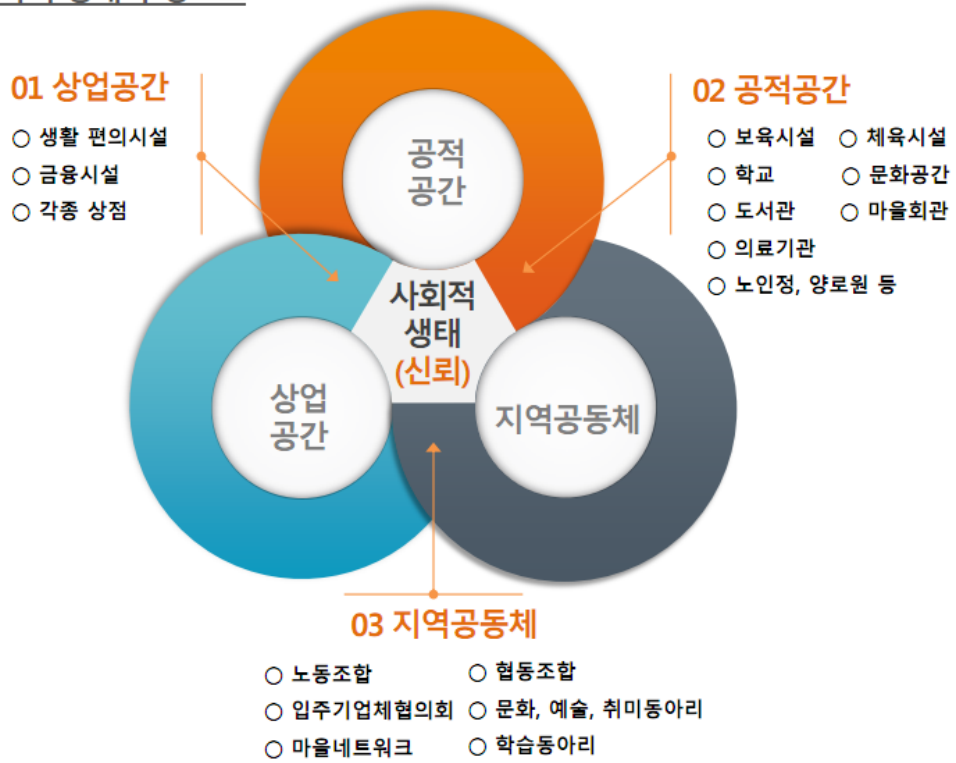 01 상업공간
○ 생활 편의시설
○ 금융시설
○ 각종 상점
02 공적공간
○ 보육시설 ○ 체육시설
○ 학교 ○ 문화공간
○ 도서관 ○ 마을회관
○ 의료기관
○ 노인정, 양로원 등
공적
공간
사회적
생태
(신뢰)
상업
공간
지역공동체
03 지역공동체
○ 노동조합 ○ 협동조합
○ 입주기업체협의회 ○ 문화, 예술, 취미동아리
○ 마을네트워크 ○ 학습동아리